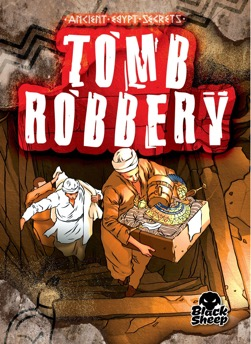 ANCIENT EGYPT SECRETS
TOMB
ROBBERY
Black
Sheep